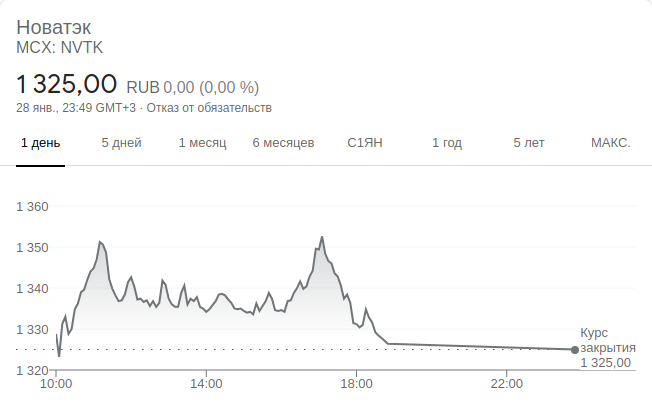 Новатэк
MCX: NVTK
1 325,00 RUB 0,00 (0,00 %)
28 янв., 23:49 GMT+3 · Отказ от обязательств
1 день 5 дней 1 месяц 6 месяцев С1ЯН 1 год 5 лет МАКС.
1 360
1 350
1 340
1 330
Курс
закрытия
1 325,00
1 320
10:00 14:00 18:00 22:00